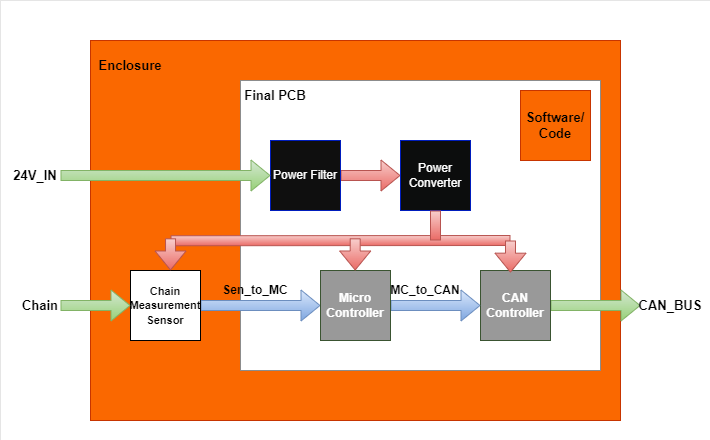 Enclosure
Final PCB
Software/
Code
24V_IN
Power Filter
Power
Converter
Chain
Chain
Measurement
Sensor
Sen_to_MC
Micro
Controller
MC_to_CAN
CAN
Controller
CAN_BUS